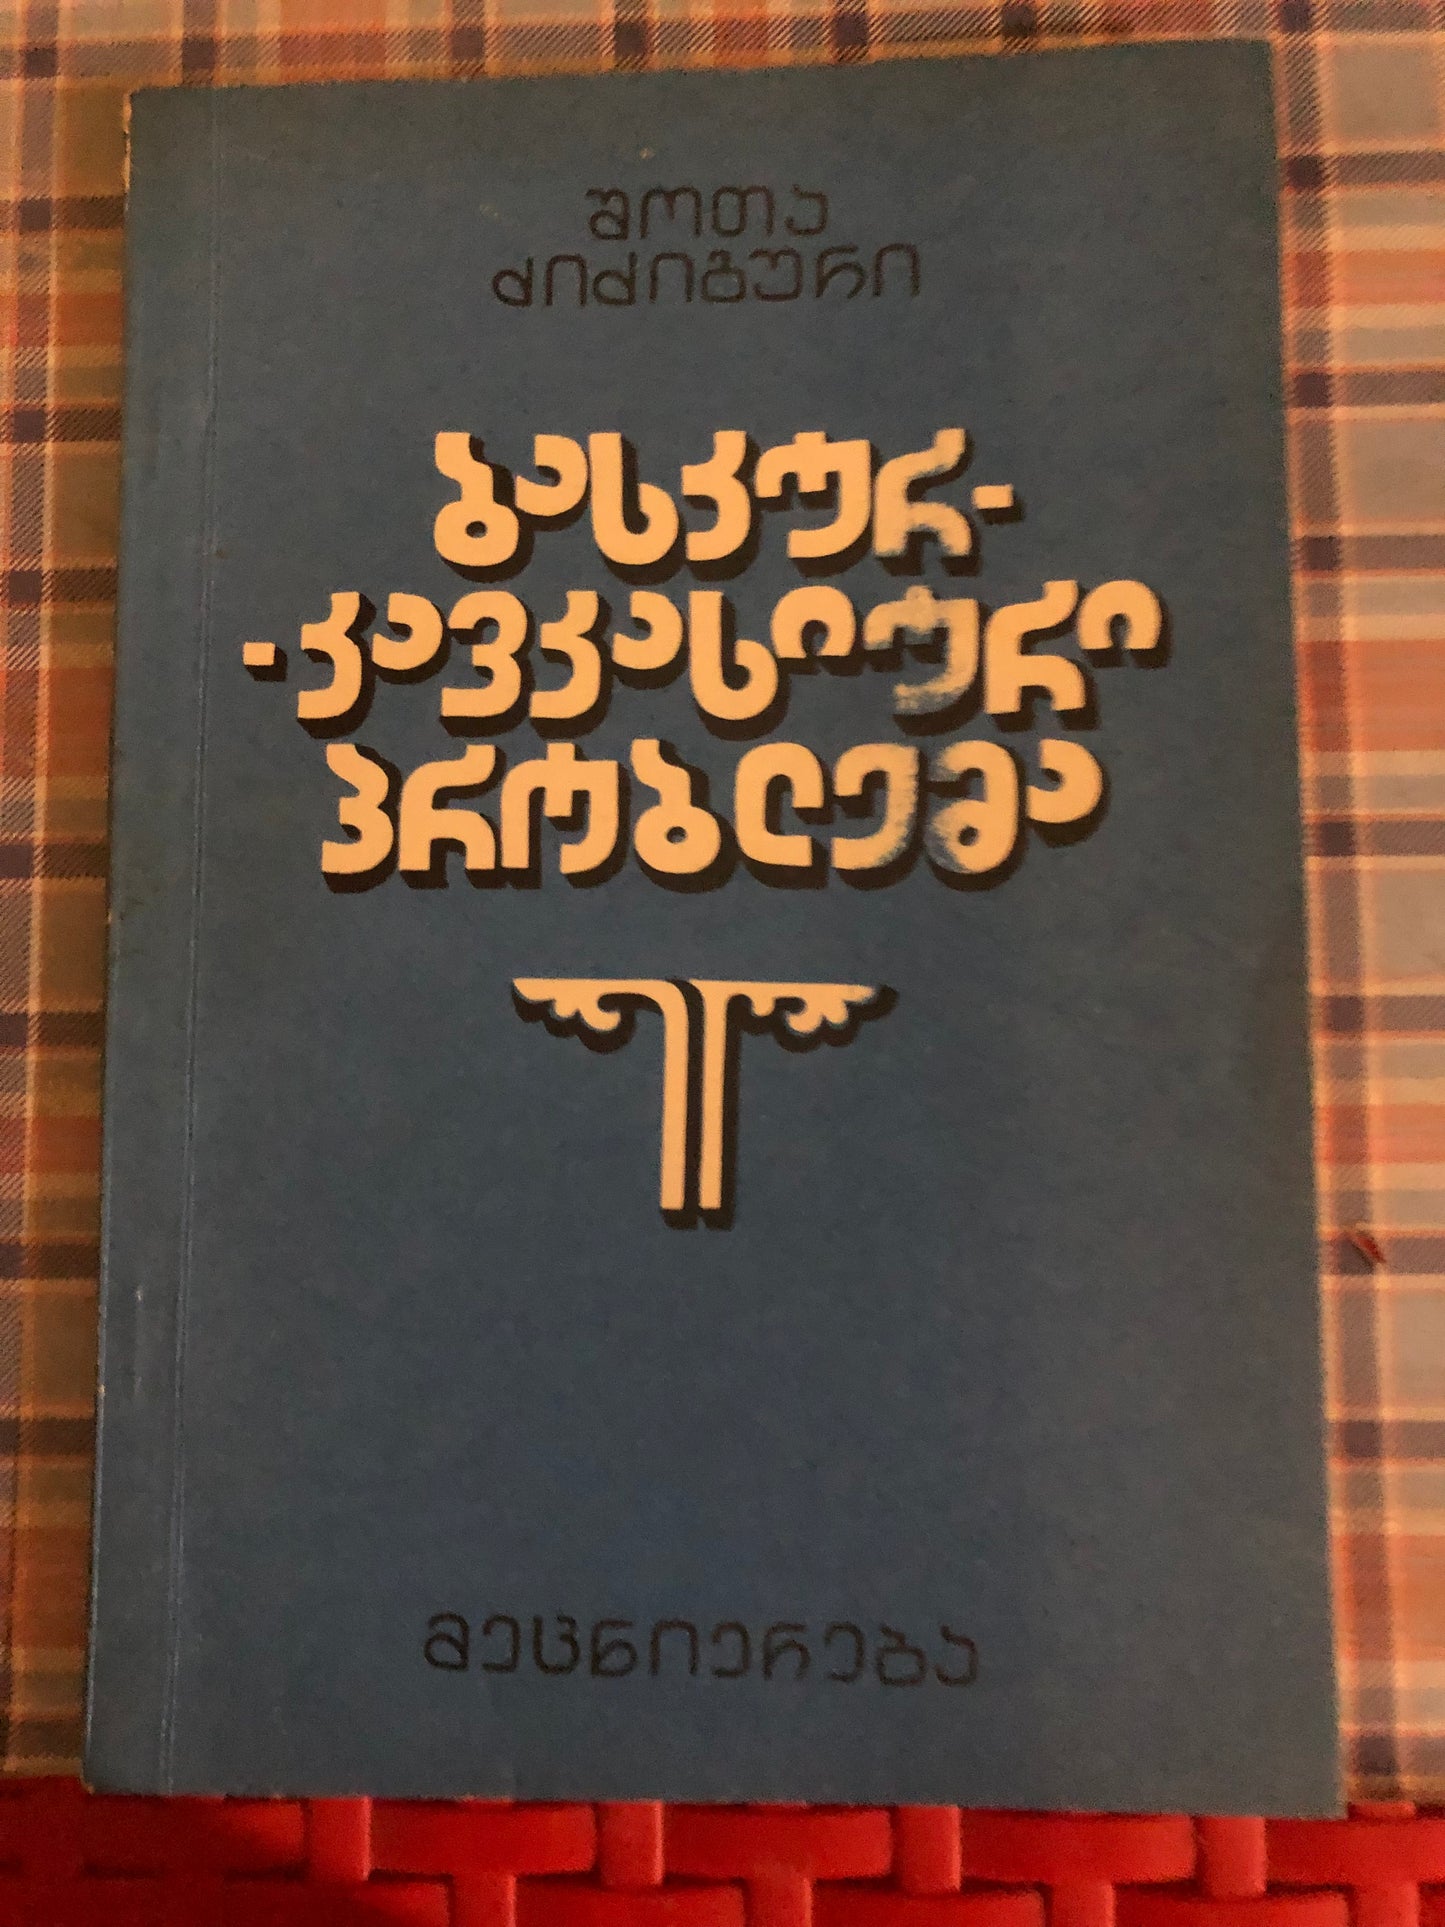 შოთა
ძიძიგური
ბასკურ-
-კავკასიური
პრობლემა
მეცნიერება